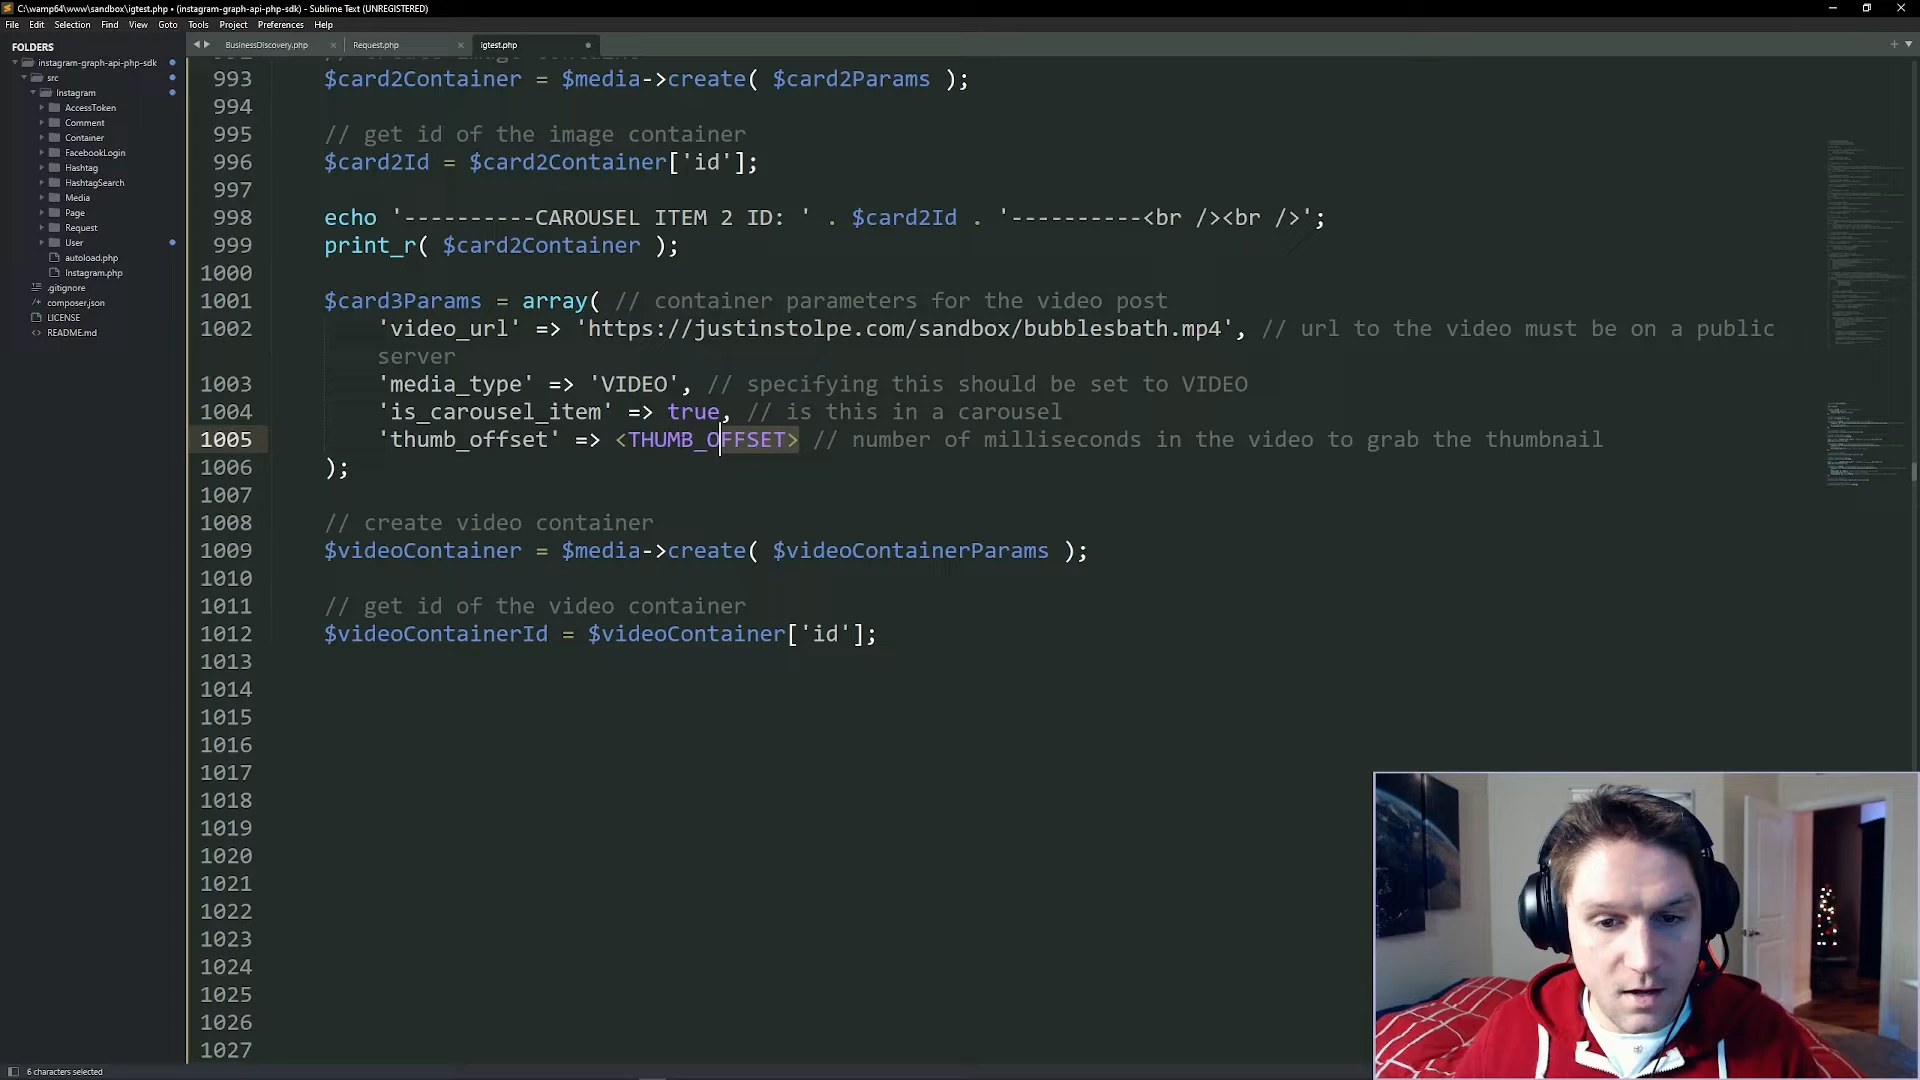 C:\wamp64\www\sandbox\igtest.php • (instagram-graph-api-php-sdk) - Sublime Text (UNREGISTERED)
File Edit Selection Find View Goto Tools Project Preferences Help
FOLDERS
instagram-graph-api-php-sdk
src
Instagram
AccessToken
Comment
Container
FacebookLogin
Hashtag
HashtagSearch
Media
Page
Request
User
autoload.php
Instagram.php
.gitignore
composer.json
LICENSE
README.md
BusinessDiscovery.php Request.php igtest.php
993 $card2Container = $media->create( $card2Params );
994
995 // get id of the image container
996 $card2Id = $card2Container['id'];
997
998 echo '----------CAROUSEL ITEM 2 ID: ' . $card2Id . '----------<br /><br />';
999 print_r( $card2Container );
1000
1001 $card3Params = array( // container parameters for the video post
1002 'video_url' => 'https://justinstolpe.com/sandbox/bubblesbath.mp4', // url to the video must be on a public
server
1003 'media_type' => 'VIDEO', // specifying this should be set to VIDEO
1004 'is_carousel_item' => true, // is this in a carousel
1005 'thumb_offset' => <THUMB_OFFSET> // number of milliseconds in the video to grab the thumbnail
1006 );
1007
1008 // create video container
1009 $videoContainer = $media->create( $videoContainerParams );
1010
1011 // get id of the video container
1012 $videoContainerId = $videoContainer['id'];
1013
1014
1015
1016
1017
1018
1019
1020
1021
1022
1023
1024
1025
1026
1027
6 characters selected